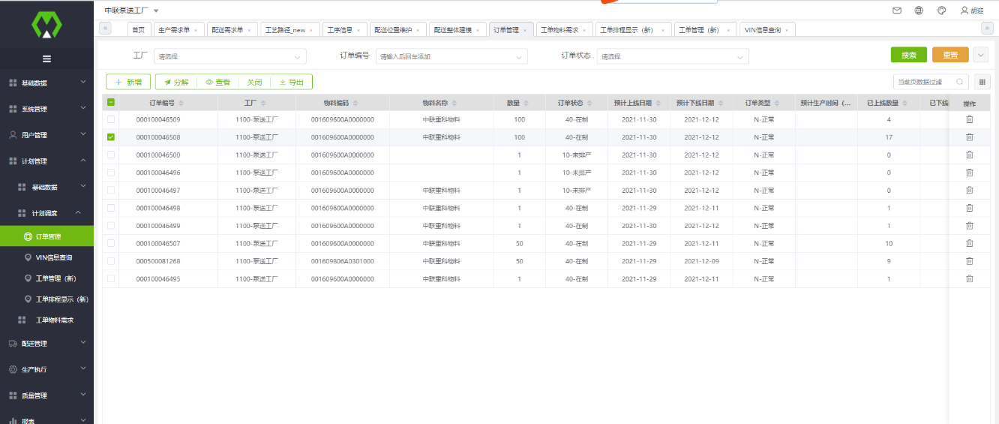 中联泵送工厂
胡迎
首页 生产需求单 × 配送需求单 × 工艺路径_new × 工序信息 × 配送位置维护 × 配送整体建模 × 订单管理 × 工单物料需求 × 工单排程显示（新） × 工单管理（新） × VIN信息查询 ×
工厂 请选择 订单编号 请输入后回车添加 订单状态 请选择 搜索 重置
新增 分解 查看 关闭 导出 当前页数据过滤
订单编号 工厂 物料编码 物料名称 数量 订单状态 预计上线日期 预计下线日期 订单类型 预计生产时间（... 已上线数量 已下线 操作
000100046509 1100-泵送工厂 001609600A0000000 中联重科物料 100 40-在制 2021-11-30 2021-12-12 N-正常 4
000100046508 1100-泵送工厂 001609600A0000000 中联重科物料 100 40-在制 2021-11-30 2021-12-12 N-正常 17
000100046500 1100-泵送工厂 001609600A0000000 1 10-未排产 2021-11-30 2021-12-12 N-正常 0
000100046496 1100-泵送工厂 001609600A0000000 1 10-未排产 2021-11-30 2021-12-12 N-正常 0
000100046497 1100-泵送工厂 001609600A0000000 中联重科物料 1 10-未排产 2021-11-30 2021-12-12 N-正常 0
000100046498 1100-泵送工厂 001609600A0000000 中联重科物料 1 40-在制 2021-11-29 2021-12-11 N-正常 1
000100046499 1100-泵送工厂 001609600A0000000 中联重科物料 1 40-在制 2021-11-30 2021-12-12 N-正常 1
000100046507 1100-泵送工厂 001609600A0000000 中联重科物料 50 40-在制 2021-11-29 2021-12-11 N-正常 10
000500081268 1100-泵送工厂 001609806A0301000 中联重科物料 50 40-在制 2021-11-29 2021-12-09 N-正常 9
000100046495 1100-泵送工厂 001609600A0000000 中联重科物料 1 40-在制 2021-11-29 2021-12-11 N-正常 1
基础数据
系统管理
用户管理
计划管理
基础数据
计划调度
订单管理
VIN信息查询
工单管理（新）
工单排程显示（新）
工单物料需求
配送管理
生产执行
质量管理
报表